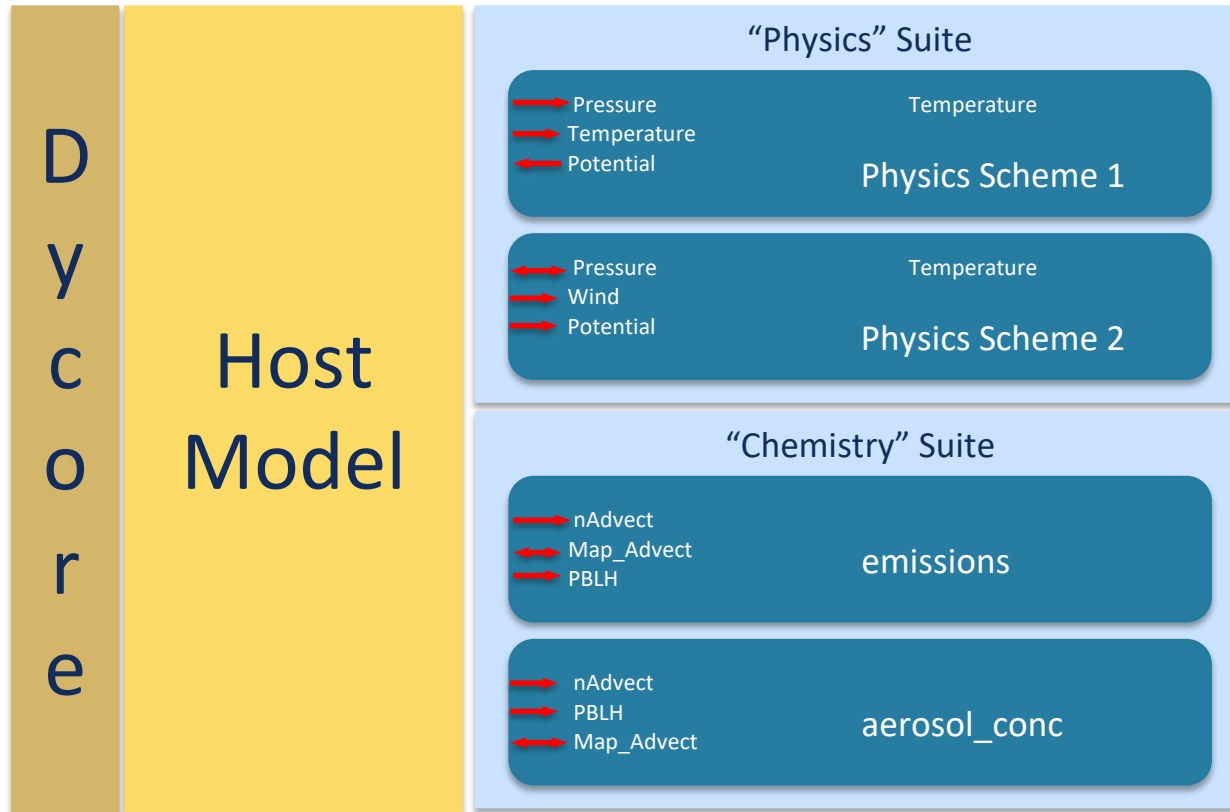 Dycore
Host
Model
“Physics” Suite
Pressure Temperature
Temperature
Potential
Physics Scheme 1
Pressure Temperature
Wind
Potential
Physics Scheme 2
“Chemistry” Suite
nAdvect
Map_Advect
PBLH
emissions
nAdvect
PBLH
Map_Advect
aerosol_conc